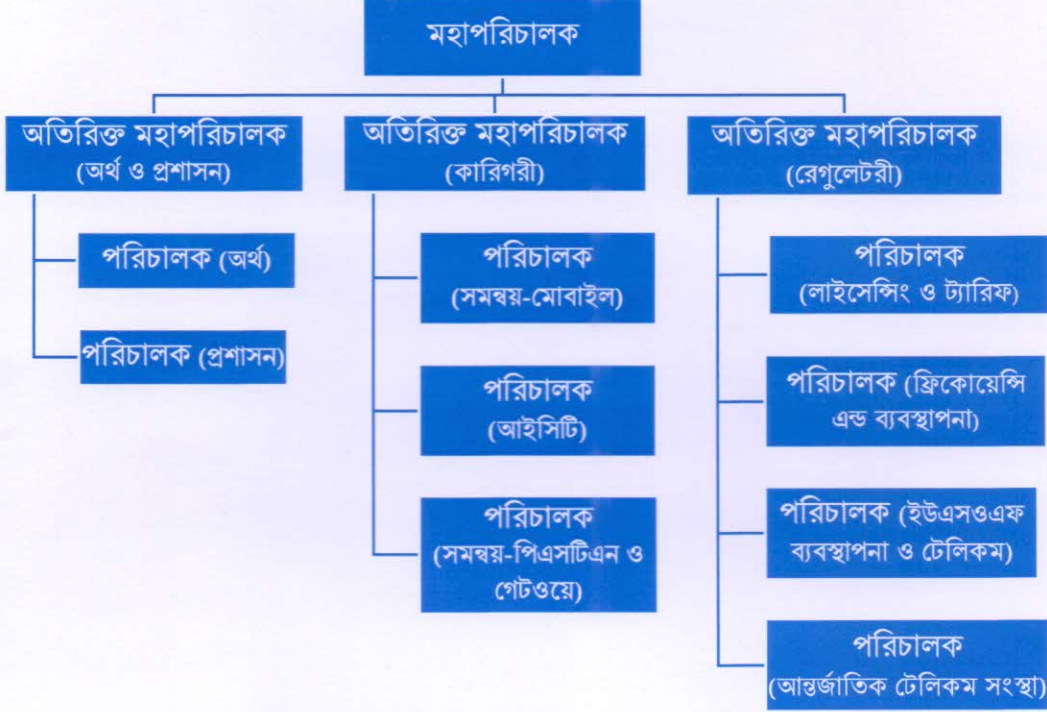 মহাপরিচালক
অতিরিক্ত মহাপরিচালক
(অর্থ ও প্রশাসন)
পরিচালক (অর্থ)
পরিচালক (প্রশাসন)
অতিরিক্ত মহাপরিচালক
(কারিগরী)
পরিচালক
(সমন্বয়-মোবাইল)
পরিচালক
(আইসিটি)
পরিচালক
(সমন্বয়-পিএসটিএন ও
গেটওয়ে)
অতিরিক্ত মহাপরিচালক
(রেগুলেটরী)
পরিচালক
(লাইসেন্সিং ও ট্যারিফ)
পরিচালক (ফ্রিকোয়েন্সি
এন্ড ব্যবস্থাপনা)
পরিচালক (ইউএসওএফ
ব্যবস্থাপনা ও টেলিকম)
পরিচালক
(আন্তর্জাতিক টেলিকম সংস্থা)